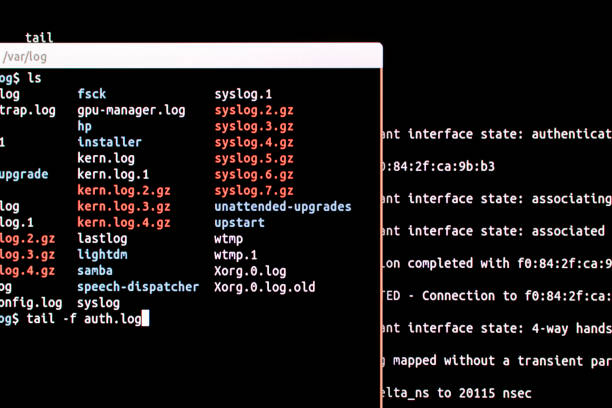 tail
/var/log
og$ ls
log fsck syslog.1
trap.log gpu-manager.log syslog.2.gz
hp syslog.3.gz
1 installer syslog.4.gz
kern.log syslog.5.gz
upgrade kern.log.1 syslog.6.gz
kern.log.2.gz syslog.7.gz
log kern.log.3.gz unattended-upgrades
log.1 kern.log.4.gz upstart
log.2.gz lastlog wtmp
log.3.gz lightdm wtmp.1
log.4.gz samba Xorg.0.log
og speech-dispatcher Xorg.0.log.old
onfig.log syslog
og$ tail -f auth.log
ant interface state: authenticat
0:84:2f:ca:9b:b3
ant interface state: associating
ant interface state: associated
ion completed with f0:84:2f:ca:9
TED - Connection to f0:84:2f:ca:
ant interface state: 4-way hands
g mapped without a transient par
elta_ns to 20115 nsec